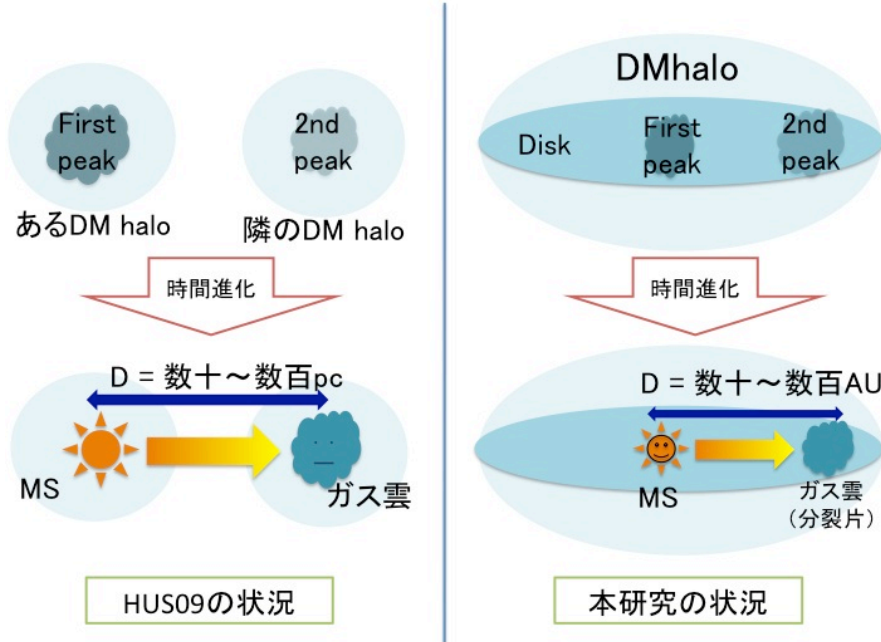 First
peak
2nd
peak
あるDM halo
隣のDM halo
時間進化
D = 数十～数百pc
MS
ガス雲
HUS09の状況
DMhalo
Disk
First
peak
2nd
peak
時間進化
D = 数十～数百AU
MS
ガス雲
（分裂片）
本研究の状況